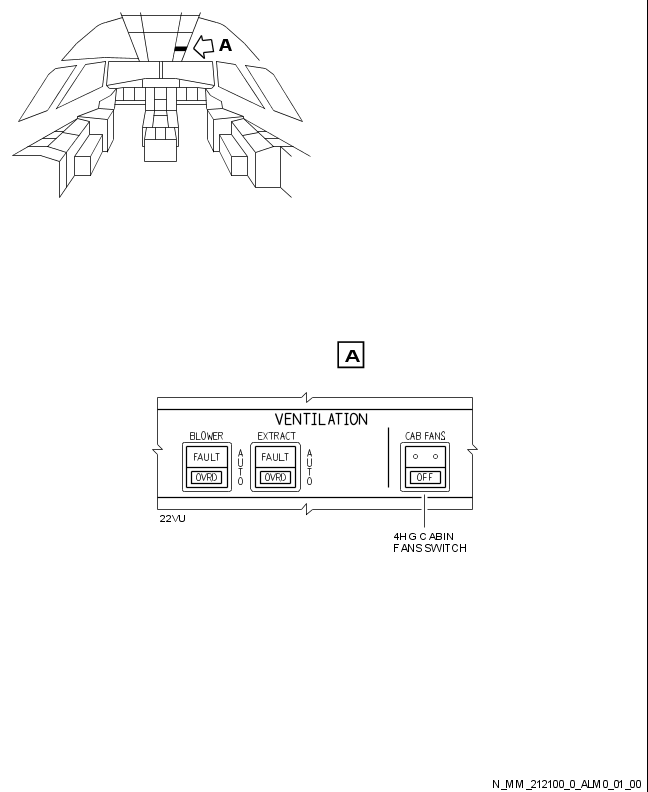 A
A
VENTILATION
BLOWER EXTRACT CAB FANS
FAULT AUTO FAULT AUTO
OVRD OVRD OFF
22VU
4HG CABIN
FANS SWITCH
N_MM_212100_0_ALM0_01_00